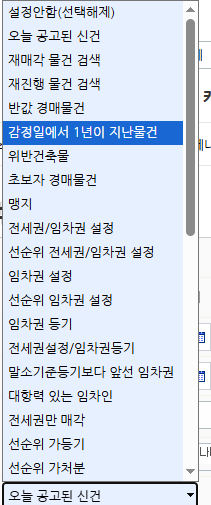 설정안함(선택해제)
오늘 공고된 신건
재매각 물건 검색
재진행 물건 검색
반값 경매물건
감정일에서 1년이 지난물건
위반건축물
초보자 경매물건
맹지
전세권/임차권 설정
선순위 전세권/임차권 설정
임차권 설정
선순위 임차권 설정
임차권 등기
전세권설정/임차권등기
말소기준등기보다 앞선 임차권
대항력 있는 임차인
전세권만 매각
선순위 가등기
선순위 가처분
오늘 공고된 신건